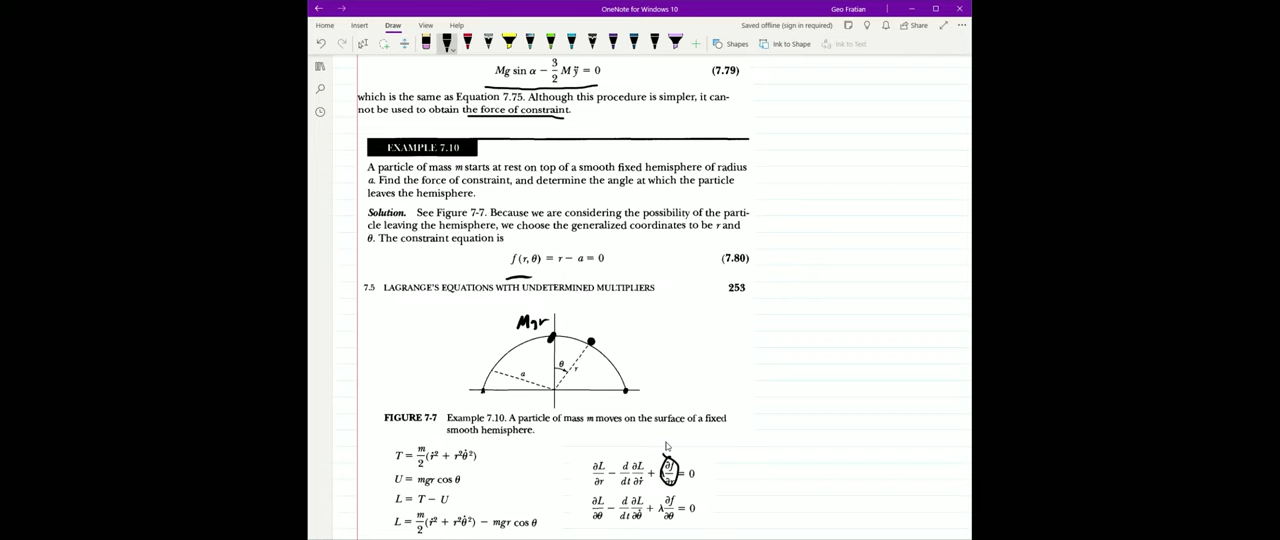 OneNote for Windows 10
Geo Fratian
Home Insert Draw View Help
Saved offline (sign in required)
Share
Shapes
Ink to Shape
Ink to Text
Mg sin α − 3/2 M ÿ = 0 (7.79)
which is the same as Equation 7.75. Although this procedure is simpler, it can-
not be used to obtain the force of constraint.
EXAMPLE 7.10
A particle of mass m starts at rest on top of a smooth fixed hemisphere of radius
a. Find the force of constraint, and determine the angle at which the particle
leaves the hemisphere.
Solution. See Figure 7-7. Because we are considering the possibility of the parti-
cle leaving the hemisphere, we choose the generalized coordinates to be r and
θ. The constraint equation is
f(r, θ) = r − a = 0 (7.80)
7.5 LAGRANGE'S EQUATIONS WITH UNDETERMINED MULTIPLIERS 253
Mgr
θ
a
r
FIGURE 7-7 Example 7.10. A particle of mass m moves on the surface of a fixed
smooth hemisphere.
T = m/2(ṙ² + r²θ̇²)
U = mgr cos θ
L = T − U
L = m/2(ṙ² + r²θ̇²) − mgr cos θ
∂L/∂r − d/dt ∂L/∂ṙ + λ ∂f/∂r = 0
∂L/∂θ − d/dt ∂L/∂θ̇ + λ ∂f/∂θ = 0